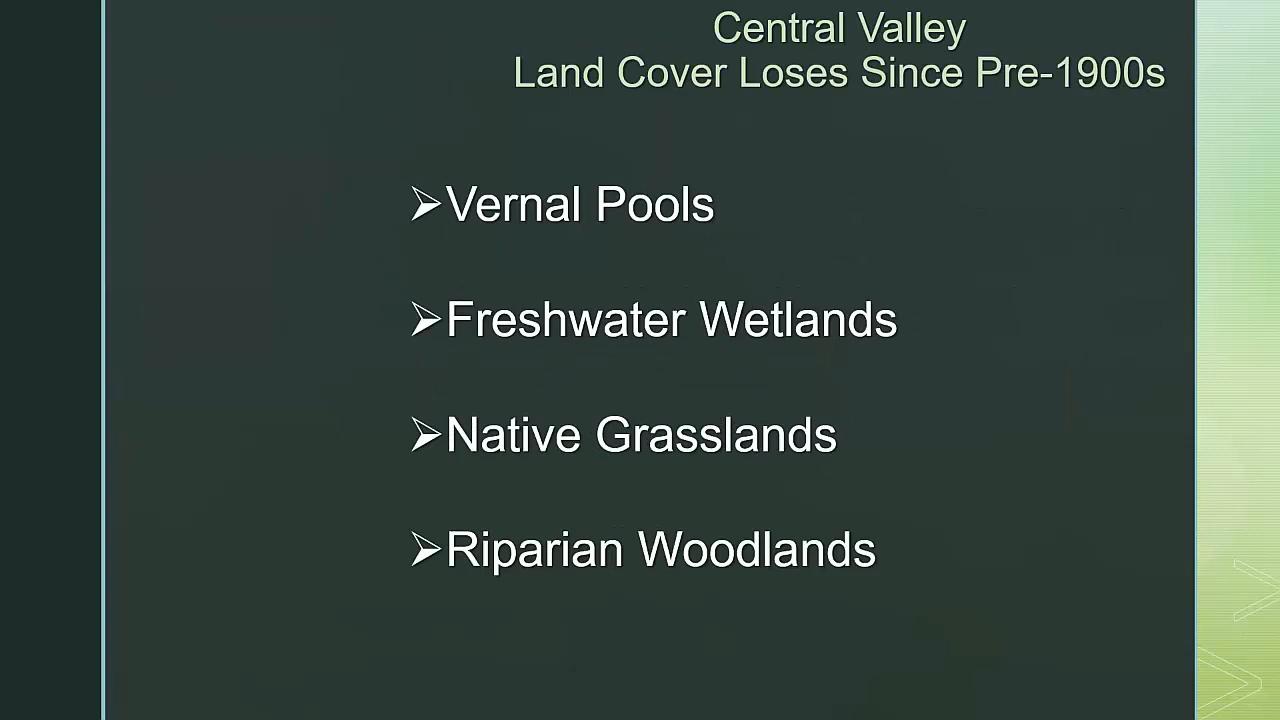 Central Valley
Land Cover Loses Since Pre-1900s
➢Vernal Pools
➢Freshwater Wetlands
➢Native Grasslands
➢Riparian Woodlands